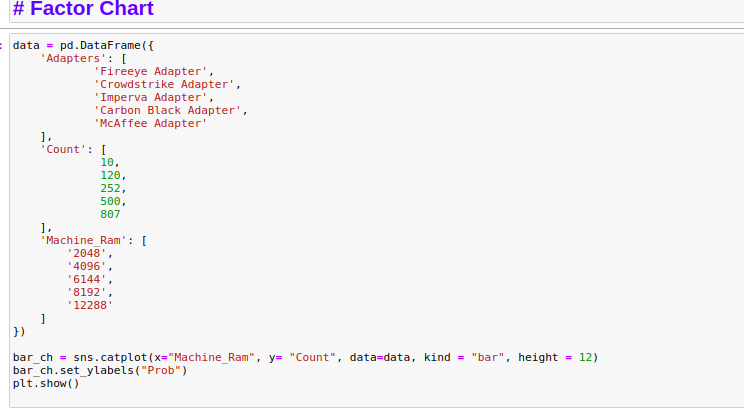 # Factor Chart
:
data = pd.DataFrame({
    'Adapters': [
            'Fireeye Adapter',
            'Crowdstrike Adapter',
            'Imperva Adapter',
            'Carbon Black Adapter',
            'McAffee Adapter'
    ],
    'Count': [
             10,
             120,
             252,
             500,
             807
    ],
    'Machine_Ram': [
        '2048',
        '4096',
        '6144',
        '8192',
        '12288'
    ]
})

bar_ch = sns.catplot(x="Machine_Ram", y= "Count", data=data, kind = "bar", height = 12)
bar_ch.set_ylabels("Prob")
plt.show()